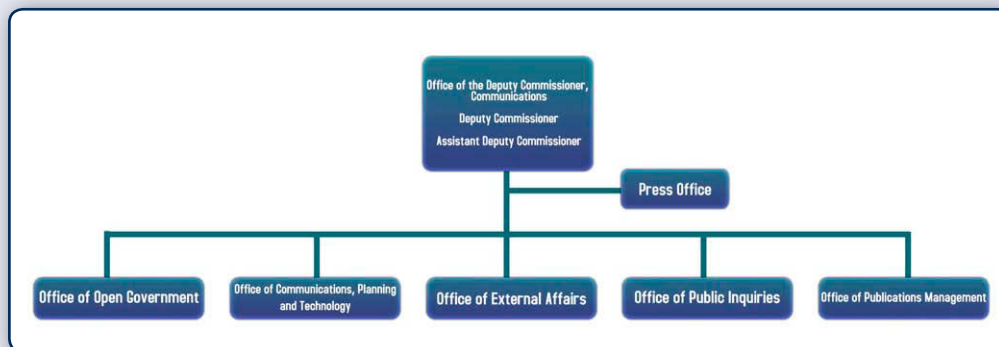 Office of the Deputy Commissioner,
Communications
Deputy Commissioner
Assistant Deputy Commissioner
Press Office
Office of Open Government
Office of Communications, Planning
and Technology
Office of External Affairs
Office of Public Inquiries
Office of Publications Management